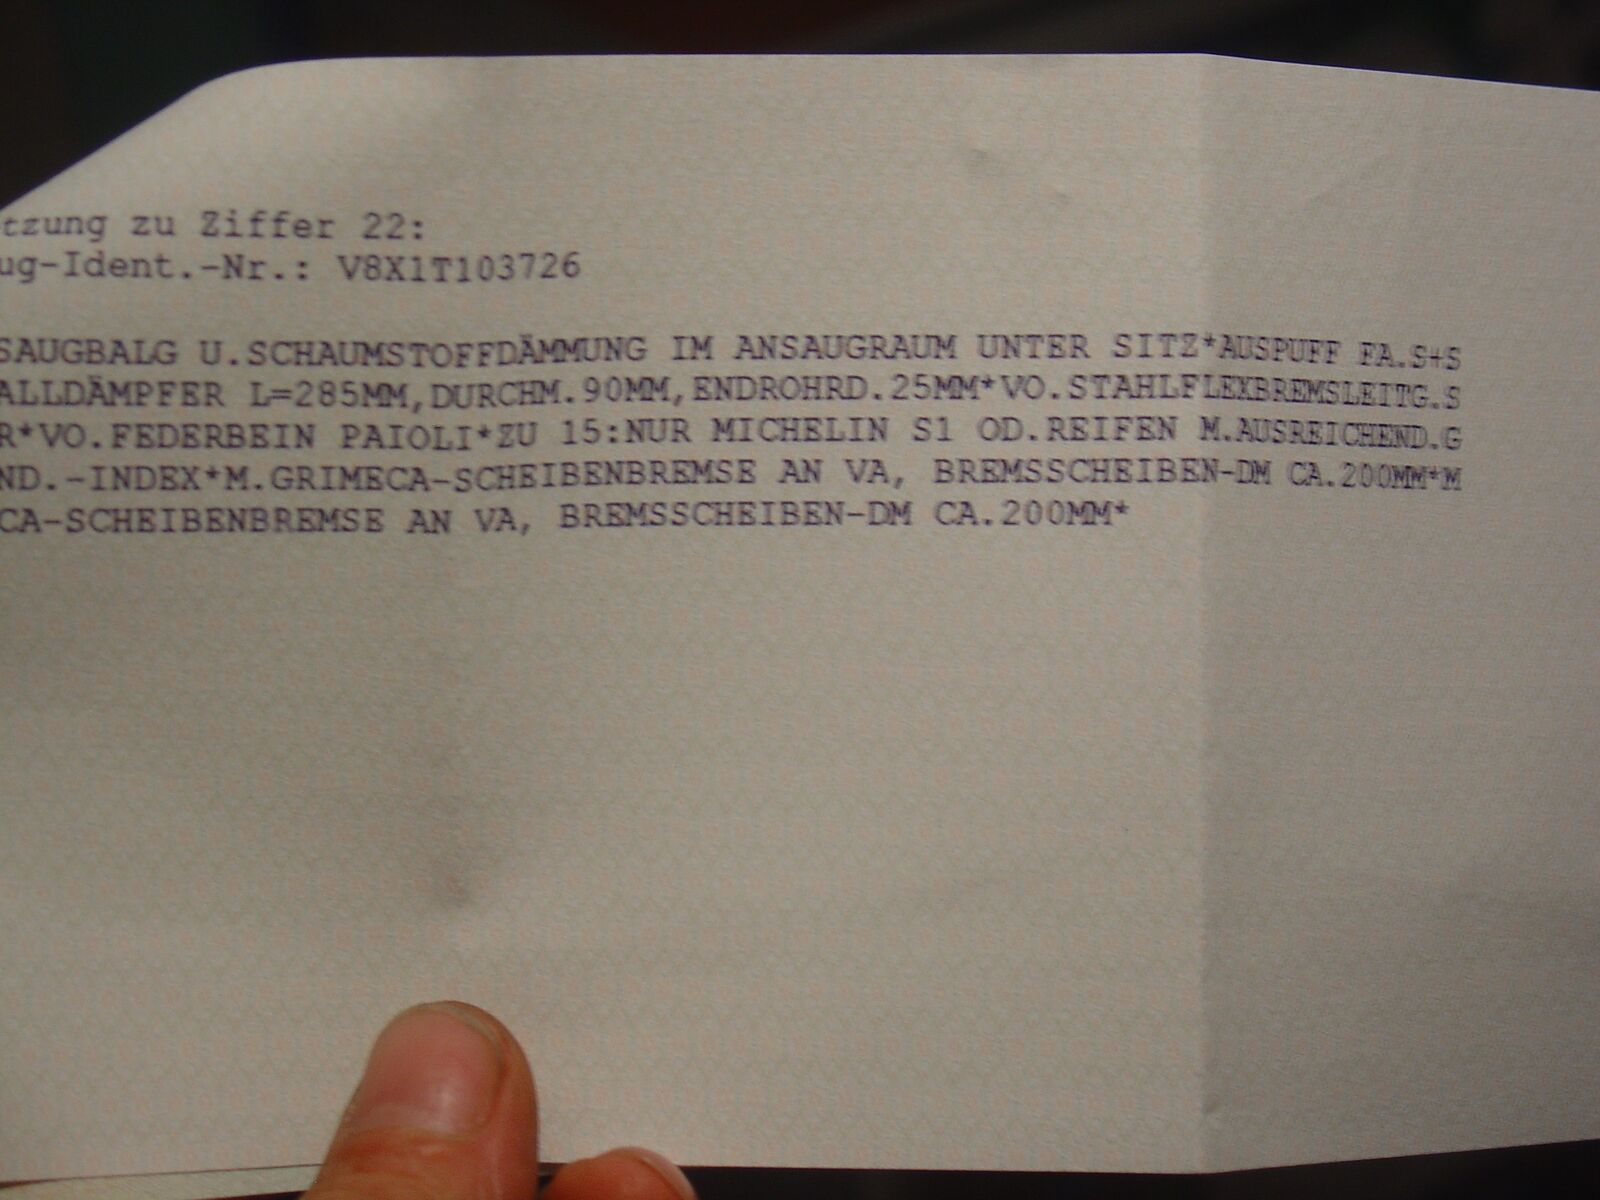 tzung zu Ziffer 22:
ug-Ident.-Nr.: V8X1T103726
SAUGBALG U.SCHAUMSTOFFDÄMMUNG IM ANSAUGRAUM UNTER SITZ*AUSPUFF FA.S+S
ALLDÄMPFER L=285MM,DURCHM.90MM,ENDROHRD.25MM*VO.STAHLFLEXBREMSLEITG.S
R*VO.FEDERBEIN PAIOLI*ZU 15:NUR MICHELIN S1 OD.REIFEN M.AUSREICHEND.G
ND.-INDEX*M.GRIMECA-SCHEIBENBREMSE AN VA, BREMSSCHEIBEN-DM CA.200MM*M
CA-SCHEIBENBREMSE AN VA, BREMSSCHEIBEN-DM CA.200MM*